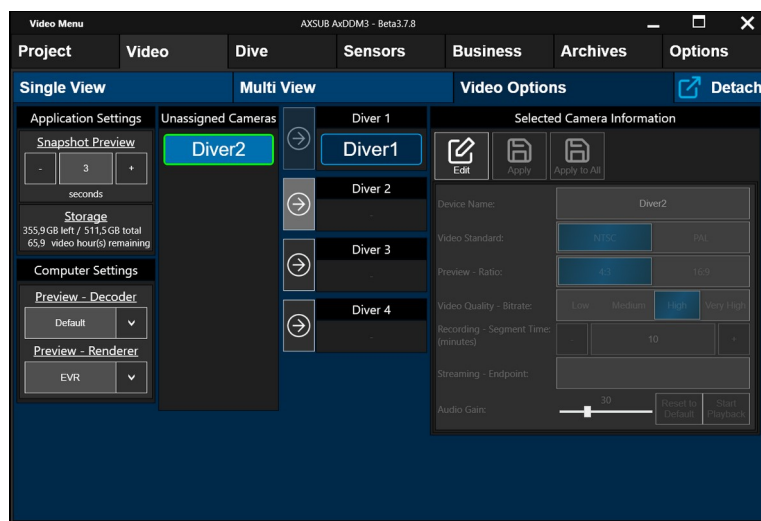 Video Menu
AXSUB AxDDM3 - Beta3.7.8
Project Video Dive Sensors Business Archives Options
Single View Multi View Video Options Detach
Application Settings
Snapshot Preview
- 3 +
seconds
Storage
355,9GB left / 511,5GB total
65,9 video hour(s) remaining
Computer Settings
Preview - Decoder
Default
Preview - Renderer
EVR
Unassigned Cameras
Diver2
Diver 1
Diver1
Diver 2
-
Diver 3
-
Diver 4
-
Selected Camera Information
Edit Apply Apply to All
Device Name: Diver2
Video Standard: NTSC PAL
Preview - Ratio: 4:3 16:9
Video Quality - Bitrate: Low Medium High Very High
Recording - Segment Time:
(minutes)
- 10 +
Streaming - Endpoint:
Audio Gain: 30
Reset to
Default
Start
Playback